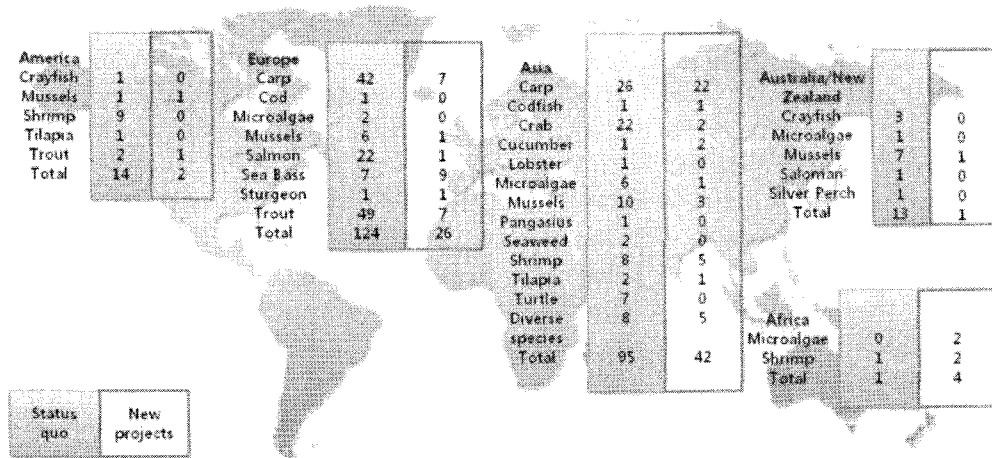 America
Crayfish 1 0
Mussels 1 1
Shrimp 9 0
Tilapia 1 0
Trout 2 1
Total 14 2
Europe
Carp 42 7
Cod 1 0
Microalgae 2 0
Mussels 6 1
Salmon 22 1
Sea Bass 7 9
Sturgeon 1 1
Trout 49 7
Total 124 26
Asia
Carp 26 22
Codfish 1 1
Crab 22 2
Cucumber 1 2
Lobster 1 0
Microalgae 6 1
Mussels 10 3
Pangasius 1 0
Seaweed 2 0
Shrimp 8 5
Tilapia 2 1
Turtle 7 0
Diverse 8 5
species
Total 95 42
Australia/New
Zealand
Crayfish 3 0
Microalgae 1 0
Mussels 7 1
Saloman 1 0
Silver Perch 1 0
Total 13 1
Africa
Microalgae 0 2
Shrimp 1 2
Total 1 4
Status
quo
New
projects